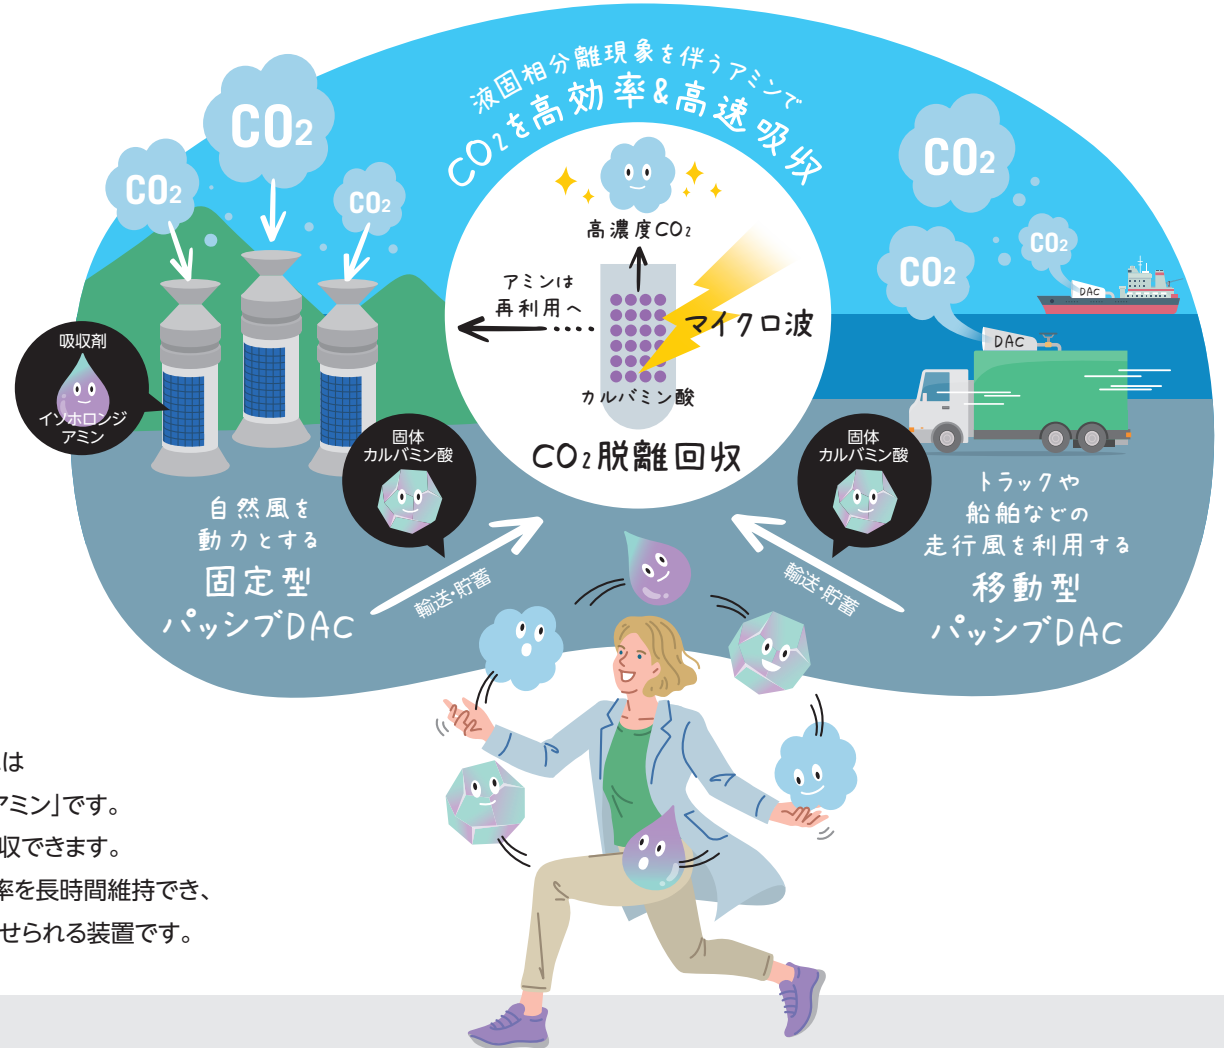 液固相分離現象を伴うアミンで
CO2を高効率&高速吸収
CO2
CO2
CO2
CO2
CO2
CO2
DAC
DAC
高濃度CO2
アミンは
再利用へ
マイクロ波
カルバミン酸
CO2脱離回収
吸収剤
イソホロンジ
アミン
固体
カルバミン酸
固体
カルバミン酸
自然風を
動力とする
固定型
パッシブDAC
輸送・貯蓄
輸送・貯蓄
トラックや
船舶などの
走行風を利用する
移動型
パッシブDAC
は
アミン」です。
収できます。
率を長時間維持でき、
せられる装置です。